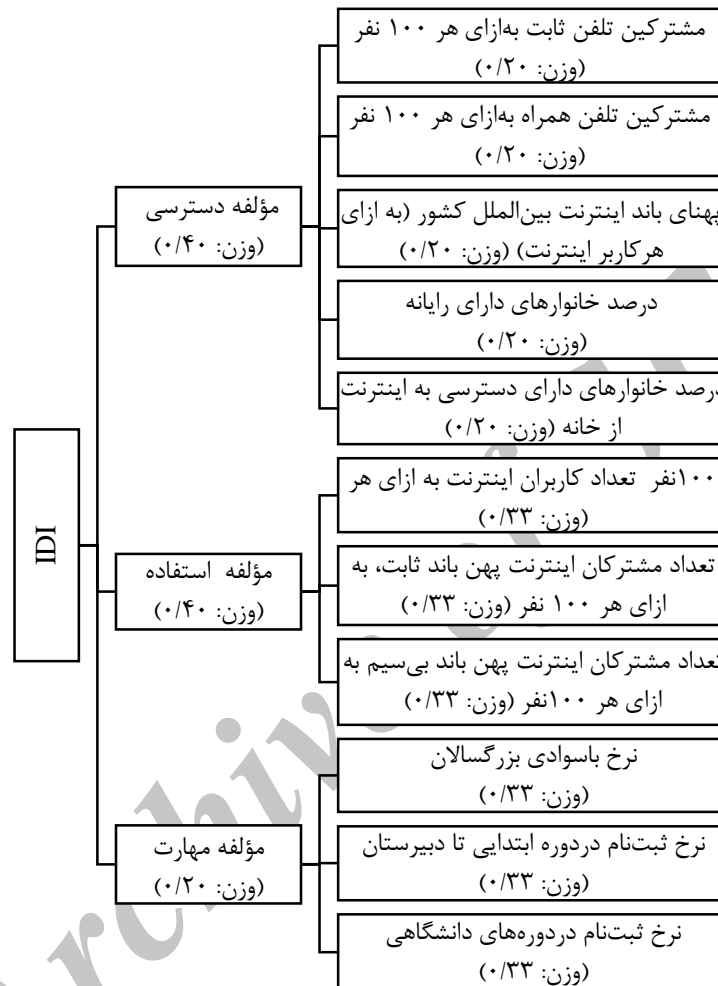 مشترکین تلفن ثابت به‌ازای هر ۱۰۰ نفر
(وزن: ۰/۲۰)
مشترکین تلفن همراه به‌ازای هر ۱۰۰ نفر
(وزن: ۰/۲۰)
مؤلفه دسترسی
(وزن: ۰/۴۰)
پهنای باند اینترنت بین‌الملل کشور (به ازای
هرکاربر اینترنت) (وزن: ۰/۲۰)
درصد خانوارهای دارای رایانه
(وزن: ۰/۲۰)
درصد خانوارهای دارای دسترسی به اینترنت
از خانه (وزن: ۰/۲۰)
IDI
۱۰۰نفر تعداد کاربران اینترنت به ازای هر
(وزن: ۰/۳۳)
مؤلفه استفاده
(وزن: ۰/۴۰)
تعداد مشترکان اینترنت پهن باند ثابت، به
ازای هر ۱۰۰ نفر (وزن: ۰/۳۳)
تعداد مشترکان اینترنت پهن باند بی‌سیم به
ازای هر ۱۰۰نفر (وزن: ۰/۳۳)
نرخ باسوادی بزرگسالان
(وزن: ۰/۳۳)
مؤلفه مهارت
(وزن: ۰/۲۰)
نرخ ثبت‌نام دردوره ابتدایی تا دبیرستان
(وزن: ۰/۳۳)
نرخ ثبت‌نام دردوره‌های دانشگاهی
(وزن: ۰/۳۳)
Archive of